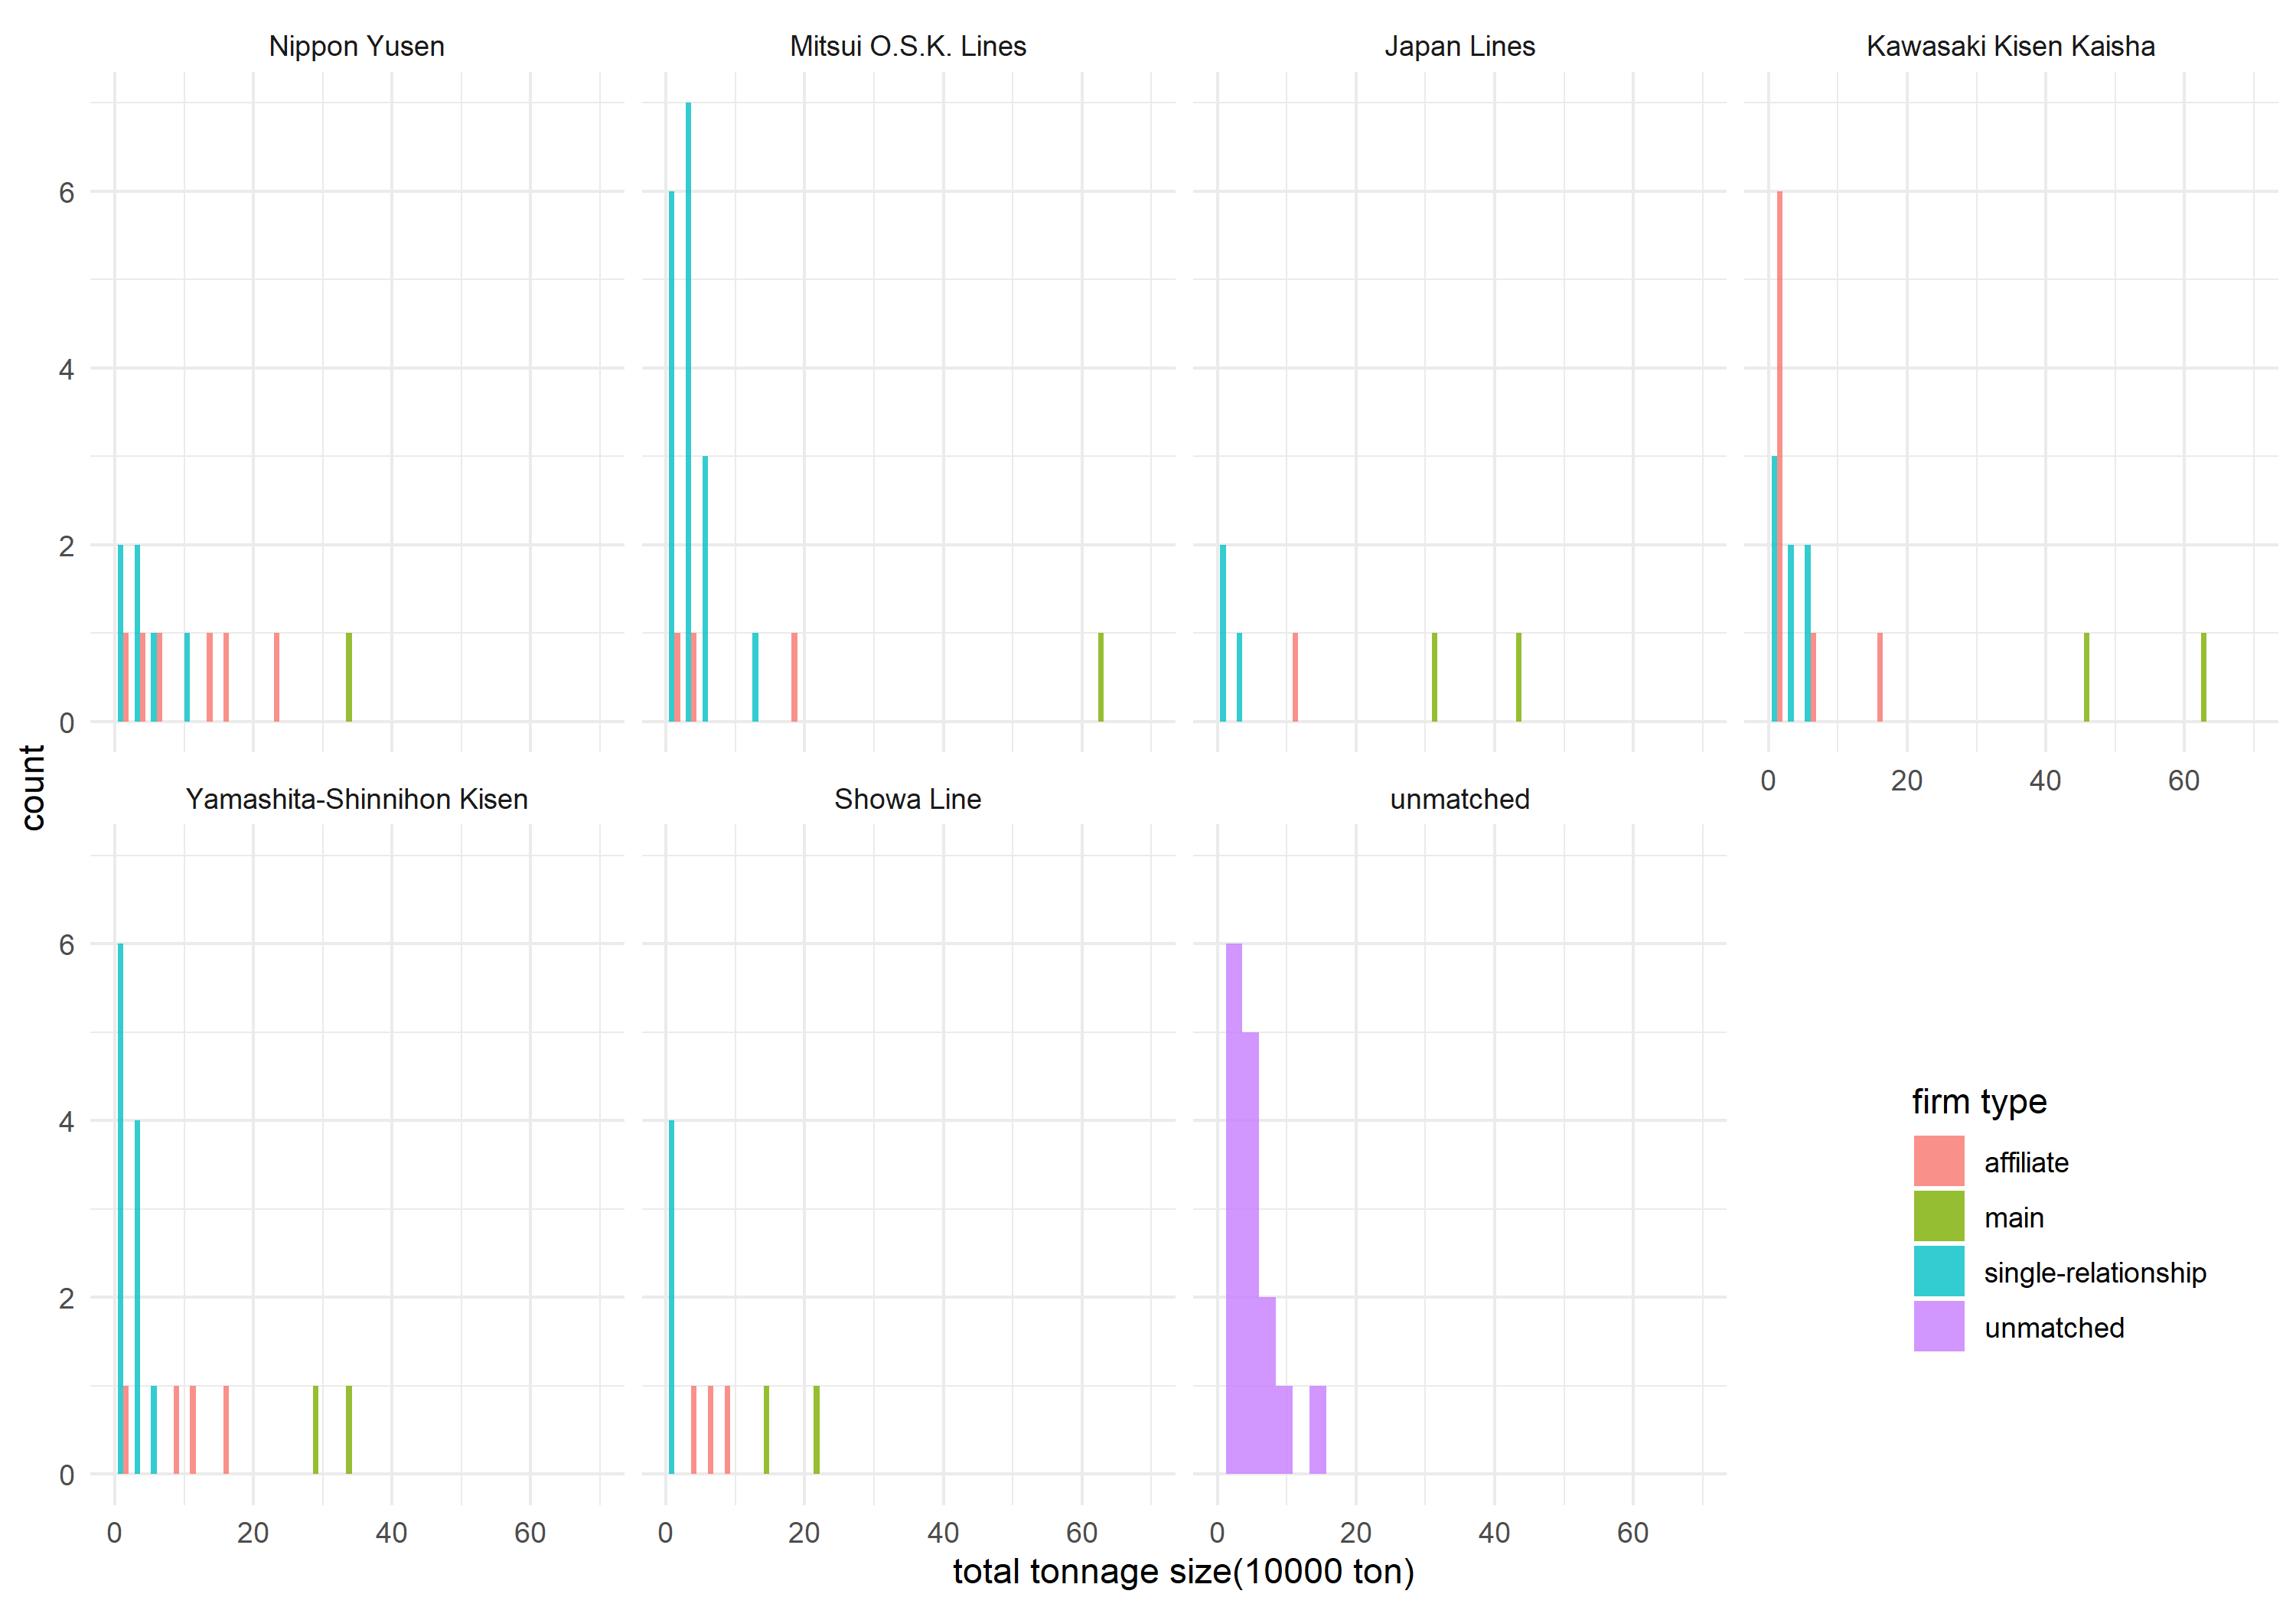 Nippon Yusen
Mitsui O.S.K. Lines
Japan Lines
Kawasaki Kisen Kaisha
6
4
2
0
0 20 40 60
count
Yamashita-Shinnihon Kisen
Showa Line
unmatched
6
4
2
0
0 20 40 60
0 20 40 60
0 20 40 60
total tonnage size(10000 ton)
firm type
affiliate
main
single-relationship
unmatched